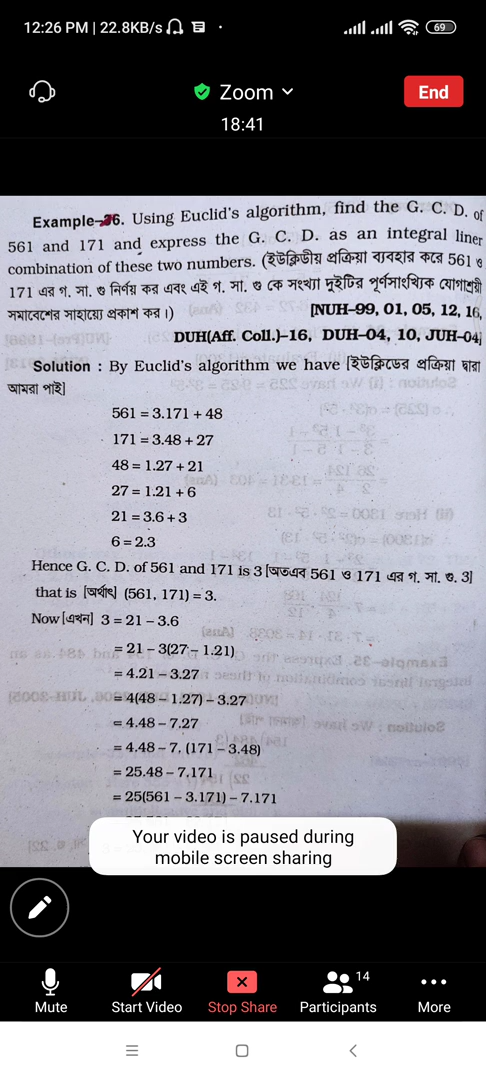 12:26 PM | 22.8KB/s
69
Zoom
End
18:41
Example–36. Using Euclid's algorithm, find the G. C. D. of
561 and 171 and express the G. C. D. as an integral liner
combination of these two numbers. (ইউক্লিডীয় প্রক্রিয়া ব্যবহার করে 561 ও
171 এর গ. সা. গু নির্ণয় কর এবং এই গ. সা. গু কে সংখ্যা দুইটির পূর্ণসাংখ্যিক যোগাশ্রয়ী
সমাবেশের সাহায্যে প্রকাশ কর।) [NUH–99, 01, 05, 12, 16,
DUH(Aff. Coll.)–16, DUH–04, 10, JUH–04]
Solution : By Euclid's algorithm we have [ইউক্লিডের প্রক্রিয়া দ্বারা
আমরা পাই]
561 = 3.171 + 48
171 = 3.48 + 27
48 = 1.27 + 21
27 = 1.21 + 6
21 = 3.6 + 3
6 = 2.3
Hence G. C. D. of 561 and 171 is 3 [অতএব 561 ও 171 এর গ. সা. গু. 3]
that is [অর্থাৎ] (561, 171) = 3.
Now [এখন] 3 = 21 – 3.6
= 21 – 3(27 – 1.21)
= 4.21 – 3.27
= 4(48 – 1.27) – 3.27
= 4.48 – 7.27
= 4.48 – 7. (171 – 3.48)
= 25.48 – 7.171
= 25(561 – 3.171) – 7.171
Your video is paused during
mobile screen sharing
14
Mute
Start Video
Stop Share
Participants
More